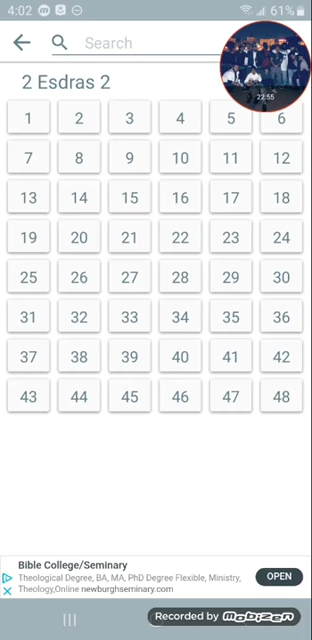 4:02
61%
Search
22:55
2 Esdras 2
1 2 3 4 5 6
7 8 9 10 11 12
13 14 15 16 17 18
19 20 21 22 23 24
25 26 27 28 29 30
31 32 33 34 35 36
37 38 39 40 41 42
43 44 45 46 47 48
Bible College/Seminary
Theological Degree, BA, MA, PhD Degree Flexible, Ministry,
Theology,Online newburghseminary.com
OPEN
Recorded by MOBIZEN